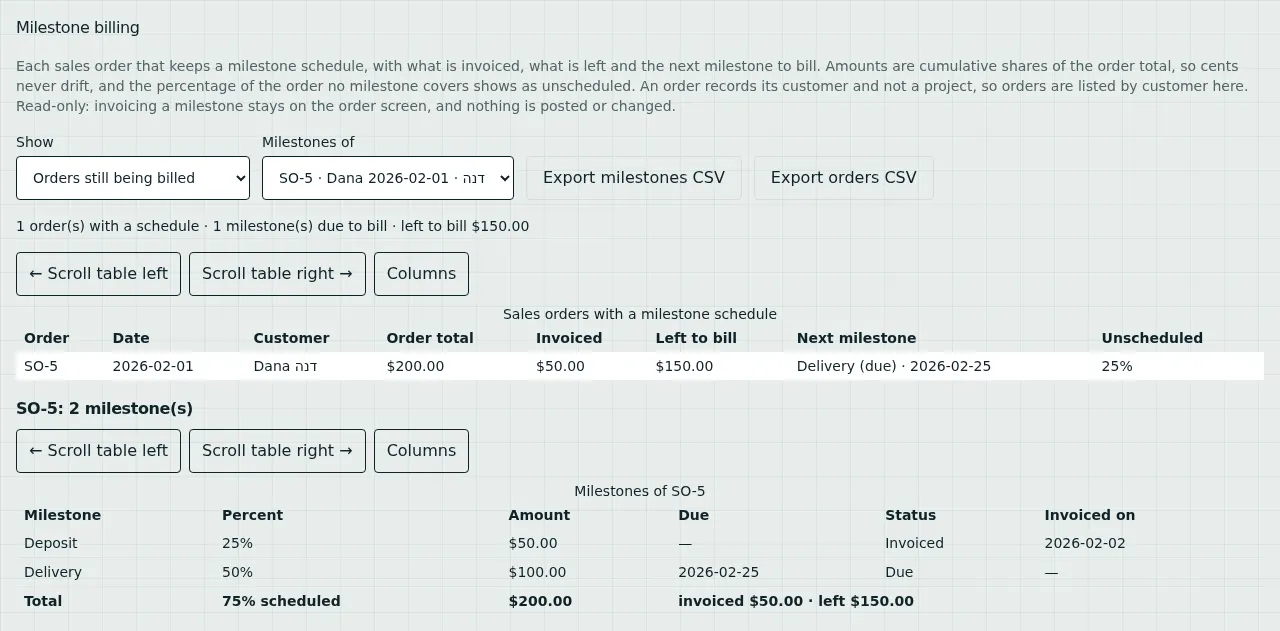 Milestone billing
Each sales order that keeps a milestone schedule, with what is invoiced, what is left and the next milestone to bill. Amounts are cumulative shares of the order total, so cents
never drift, and the percentage of the order no milestone covers shows as unscheduled. An order records its customer and not a project, so orders are listed by customer here.
Read-only: invoicing a milestone stays on the order screen, and nothing is posted or changed.
Show Milestones of
Orders still being billed SO-5 · Dana דנה · 2026-02-01 Export milestones CSV Export orders CSV
1 order(s) with a schedule · 1 milestone(s) due to bill · left to bill $150.00
← Scroll table left Scroll table right → Columns
Sales orders with a milestone schedule
Order Date Customer Order total Invoiced Left to bill Next milestone Unscheduled
SO-5 2026-02-01 Dana דנה $200.00 $50.00 $150.00 Delivery (due) · 2026-02-25 25%
SO-5: 2 milestone(s)
← Scroll table left Scroll table right → Columns
Milestones of SO-5
Milestone Percent Amount Due Status Invoiced on
Deposit 25% $50.00 — Invoiced 2026-02-02
Delivery 50% $100.00 2026-02-25 Due —
Total 75% scheduled $200.00 invoiced $50.00 · left $150.00